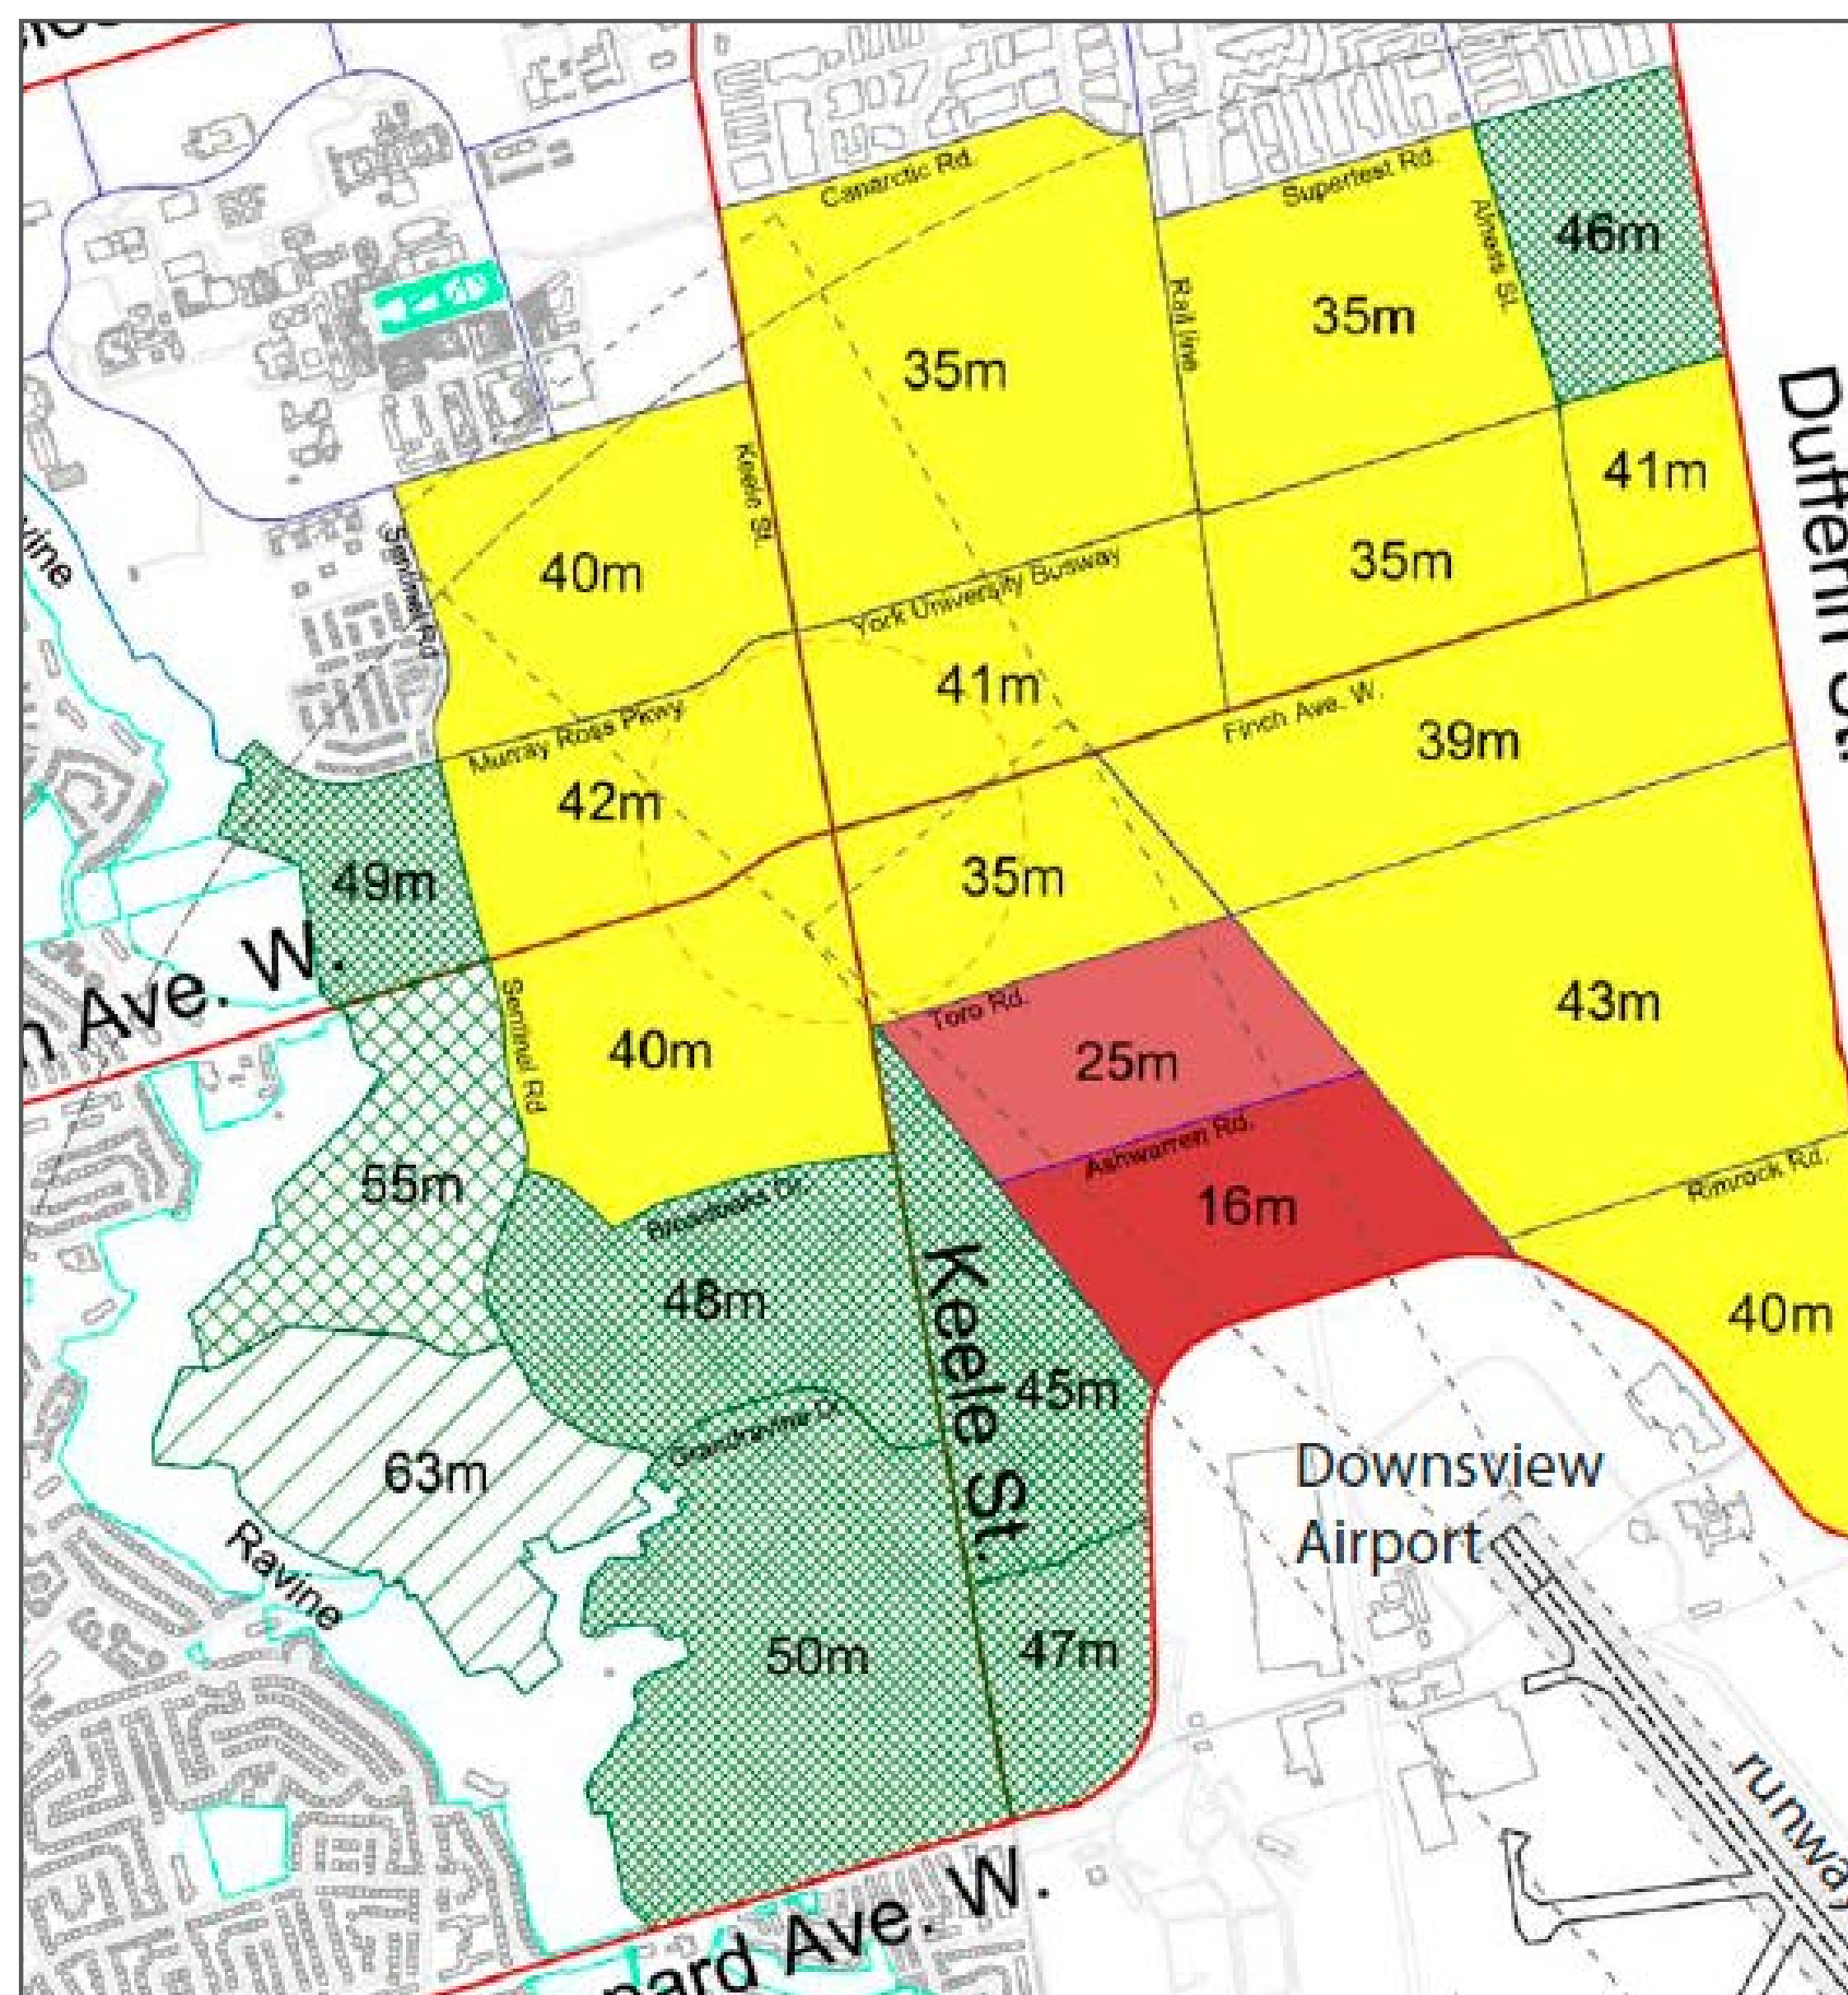 Canarctic Rd.
Supertest Rd.
Alness St.
46m
Rail line
35m
35m
Dufferin St.
Keele St.
41m
Sentinel Rd
40m
35m
York University Busway
41m
Murray Ross Pkwy
Finch Ave. W.
39m
42m
49m
35m
Ave. W.
Sentinel Rd
Toro Rd.
43m
40m
25m
Ashwarren Rd.
55m
16m
Rimrock Rd.
Broadoaks Dr.
48m
Keele St.
40m
45m
Grandravine Dr.
63m
Downsview
Airport
Ravine
50m
47m
runway
Ave. W.